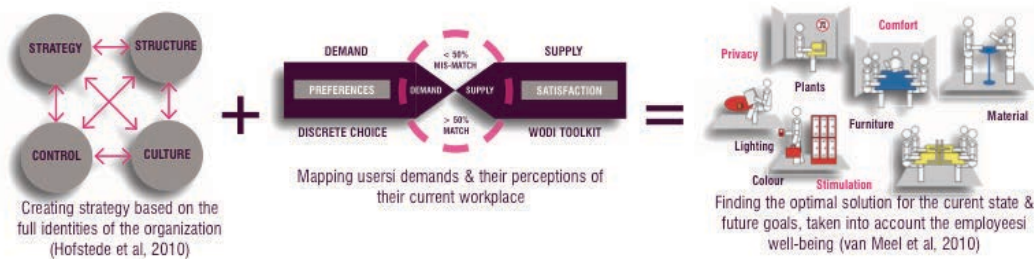 STRATEGY
STRUCTURE
CONTROL
CULTURE
Creating strategy based on the
full identities of the organization
(Hofstede et al, 2010)
+
DEMAND
< 50%
MIS-MATCH
SUPPLY
PREFERENCES
DEMAND
SUPPLY
SATISFACTION
DISCRETE CHOICE
> 50%
MATCH
WODI TOOLKIT
Mapping usersi demands & their perceptions of
their current workplace
=
Privacy
Comfort
Plants
Furniture
Material
Lighting
Colour
Stimulation
Finding the optimal solution for the curent state &
future goals, taken into account the employeesi
well-being (van Meel et al, 2010)